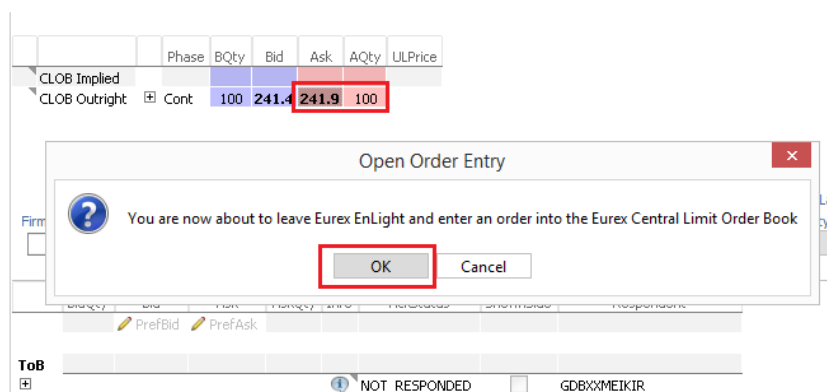 Phase BQty Bid Ask AQty ULPrice
CLOB Implied
CLOB Outright Cont 100 241.4 241.9 100
Open Order Entry
You are now about to leave Eurex EnLight and enter an order into the Eurex Central Limit Order Book
Firm
OK Cancel
PrefBid PrefAsk
ToB
NOT_RESPONDED GDBXXMEIKIR